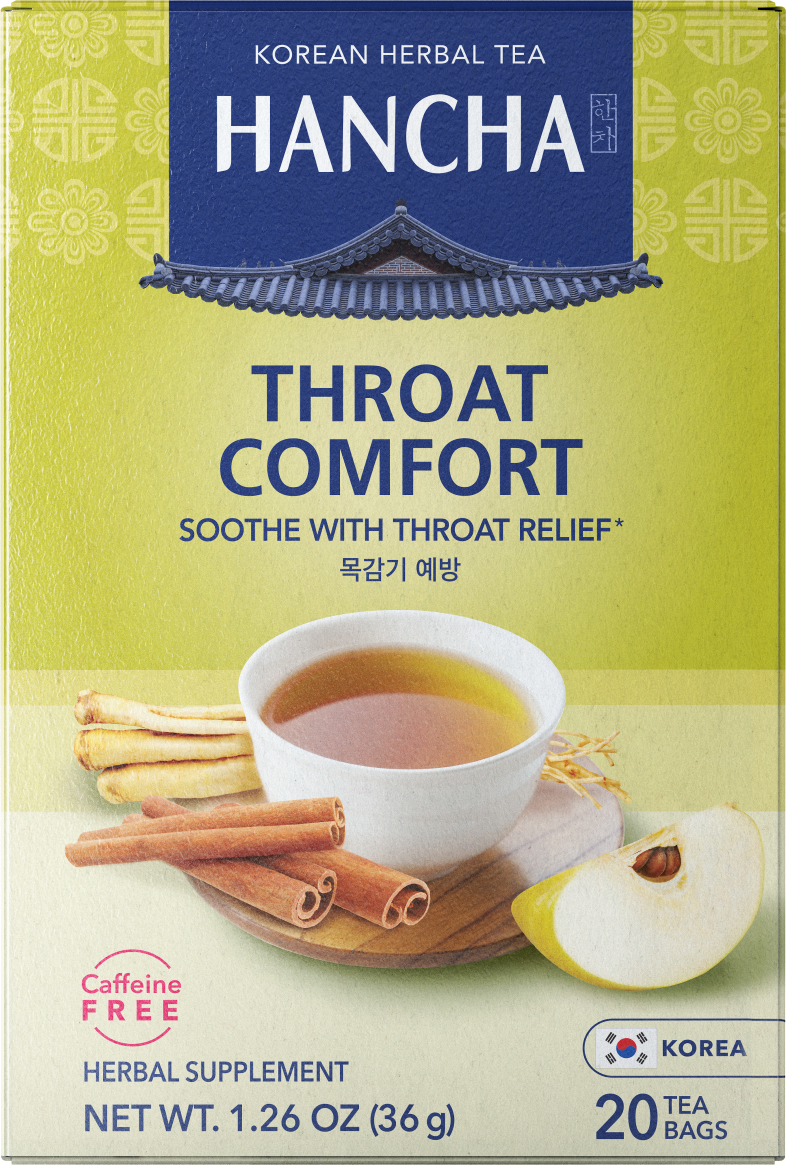 KOREAN HERBAL TEA
HANCHA
한차
THROAT
COMFORT
SOOTHE WITH THROAT RELIEF*
목감기 예방
Caffeine
FREE
KOREA
HERBAL SUPPLEMENT
NET WT. 1.26 OZ (36 g)
20 TEA
BAGS